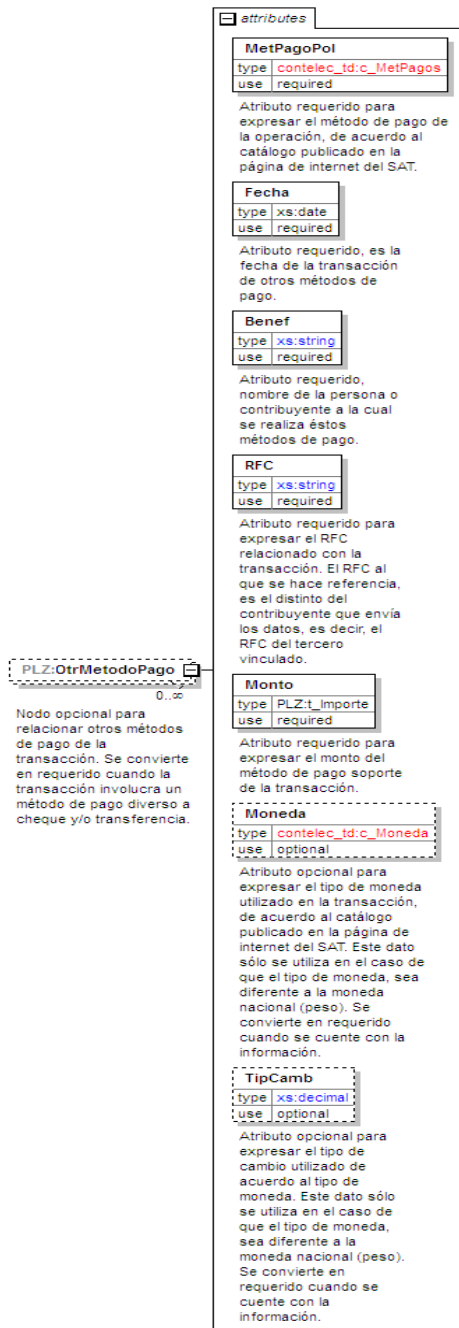 attributes
MetPagoPol
type contelec_td:c_MetPagos
use required
Atributo requerido para
expresar el método de pago de
la operación, de acuerdo al
catálogo publicado en la
página de internet del SAT.
Fecha
type xs:date
use required
Atributo requerido, es la
fecha de la transacción
de otros métodos de
pago.
Benef
type xs:string
use required
Atributo requerido,
nombre de la persona o
contribuyente a la cual
se realiza éstos
métodos de pago.
RFC
type xs:string
use required
Atributo requerido para
expresar el RFC
relacionado con la
transacción. El RFC al
que se hace referencia,
es el distinto del
contribuyente que envía
los datos, es decir, el
RFC del tercero
vinculado.
PLZ:OtrMetodoPago
0..∞
Nodo opcional para
relacionar otros métodos
de pago de la
transacción. Se convierte
en requerido cuando la
transacción involucra un
método de pago diverso a
cheque y/o transferencia.
Monto
type PLZ:t_Importe
use required
Atributo requerido para
expresar el monto del
método de pago soporte
de la transacción.
Moneda
type contelec_td:c_Moneda
use optional
Atributo opcional para
expresar el tipo de moneda
utilizado en la transacción,
de acuerdo al catálogo
publicado en la página de
internet del SAT. Este dato
sólo se utiliza en el caso de
que el tipo de moneda, sea
diferente a la moneda
nacional (peso). Se
convierte en requerido
cuando se cuente con la
información.
TipCamb
type xs:decimal
use optional
Atributo opcional para
expresar el tipo de
cambio utilizado de
acuerdo al tipo de
moneda. Este dato sólo
se utiliza en el caso de
que el tipo de moneda,
sea diferente a la
moneda nacional (peso).
Se convierte en
requerido cuando se
cuente con la
información.